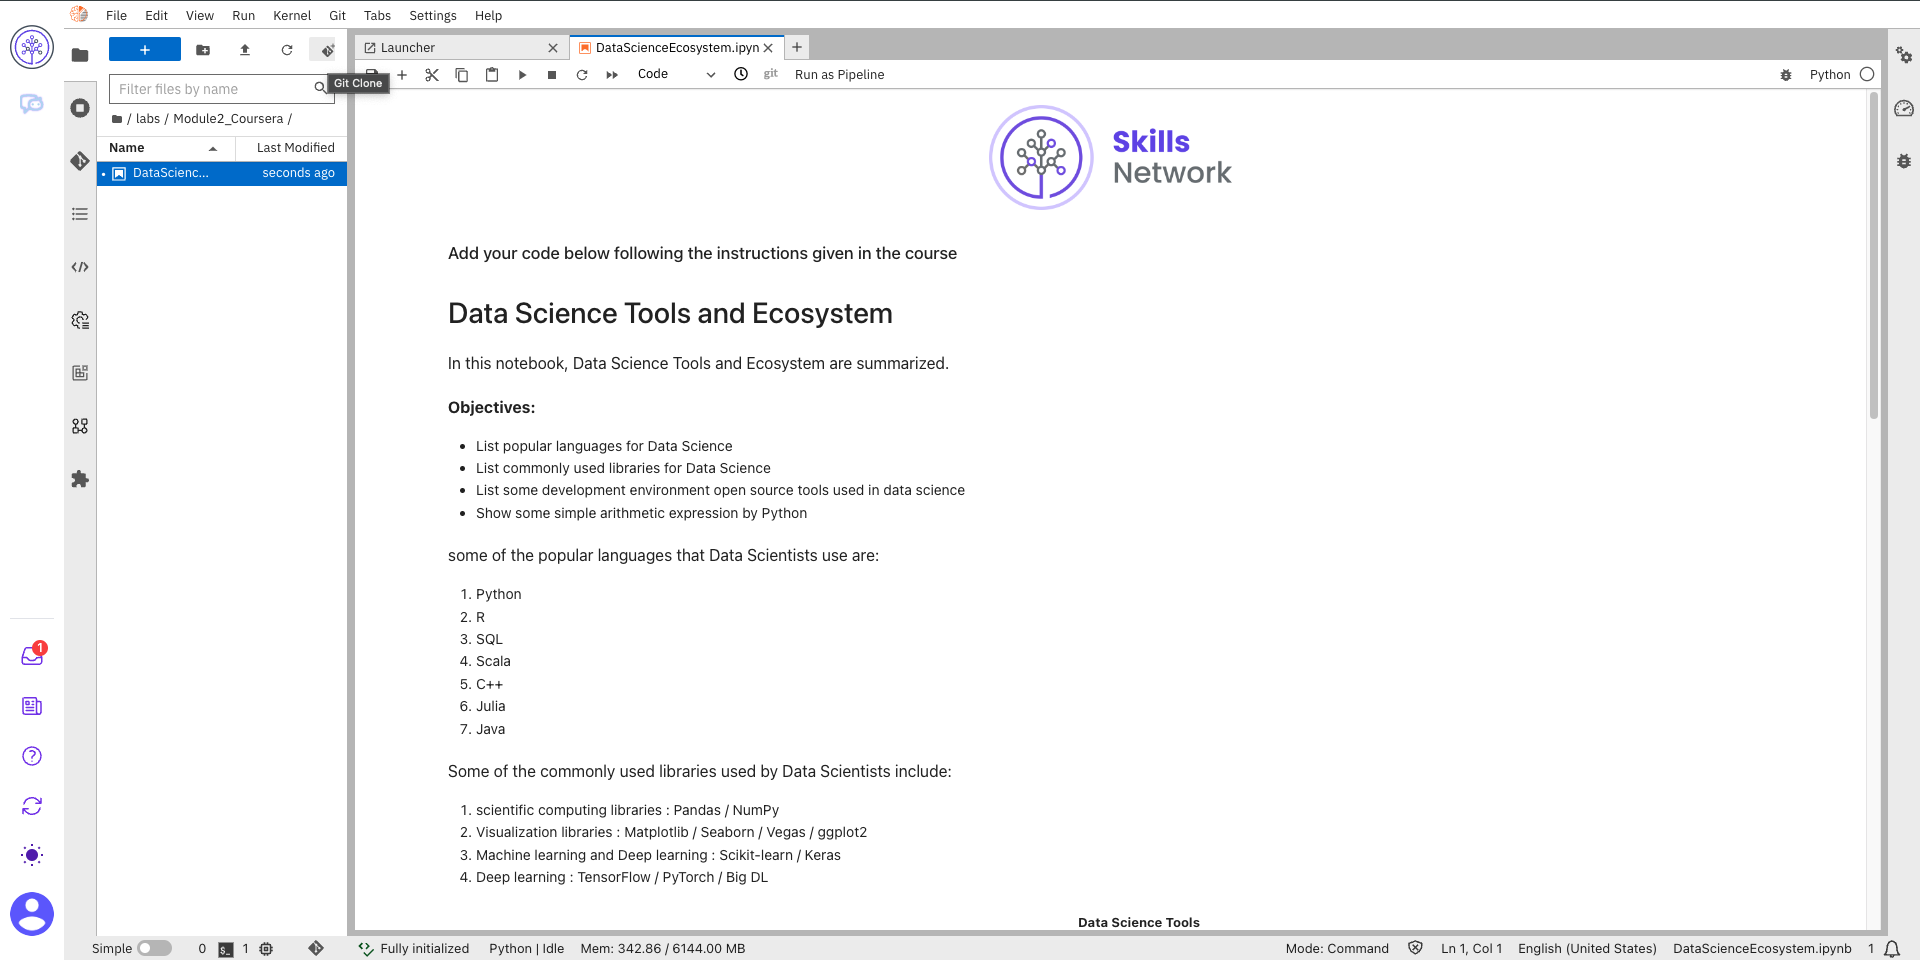 File Edit View Run Kernel Git Tabs Settings Help
Launcher
DataScienceEcosystem.ipyn
Git Clone
Code
git
Run as Pipeline
Python
Filter files by name
/ labs / Module2_Coursera /
Name
Last Modified
DataScienc...
seconds ago
Skills
Network
Add your code below following the instructions given in the course
Data Science Tools and Ecosystem
In this notebook, Data Science Tools and Ecosystem are summarized.
Objectives:
• List popular languages for Data Science
• List commonly used libraries for Data Science
• List some development environment open source tools used in data science
• Show some simple arithmetic expression by Python
some of the popular languages that Data Scientists use are:
1. Python
2. R
3. SQL
4. Scala
5. C++
6. Julia
7. Java
Some of the commonly used libraries used by Data Scientists include:
1. scientific computing libraries : Pandas / NumPy
2. Visualization libraries : Matplotlib / Seaborn / Vegas / ggplot2
3. Machine learning and Deep learning : Scikit-learn / Keras
4. Deep learning : TensorFlow / PyTorch / Big DL
Data Science Tools
1
Simple 0 1 Fully initialized Python | Idle Mem: 342.86 / 6144.00 MB Mode: Command Ln 1, Col 1 English (United States) DataScienceEcosystem.ipynb 1